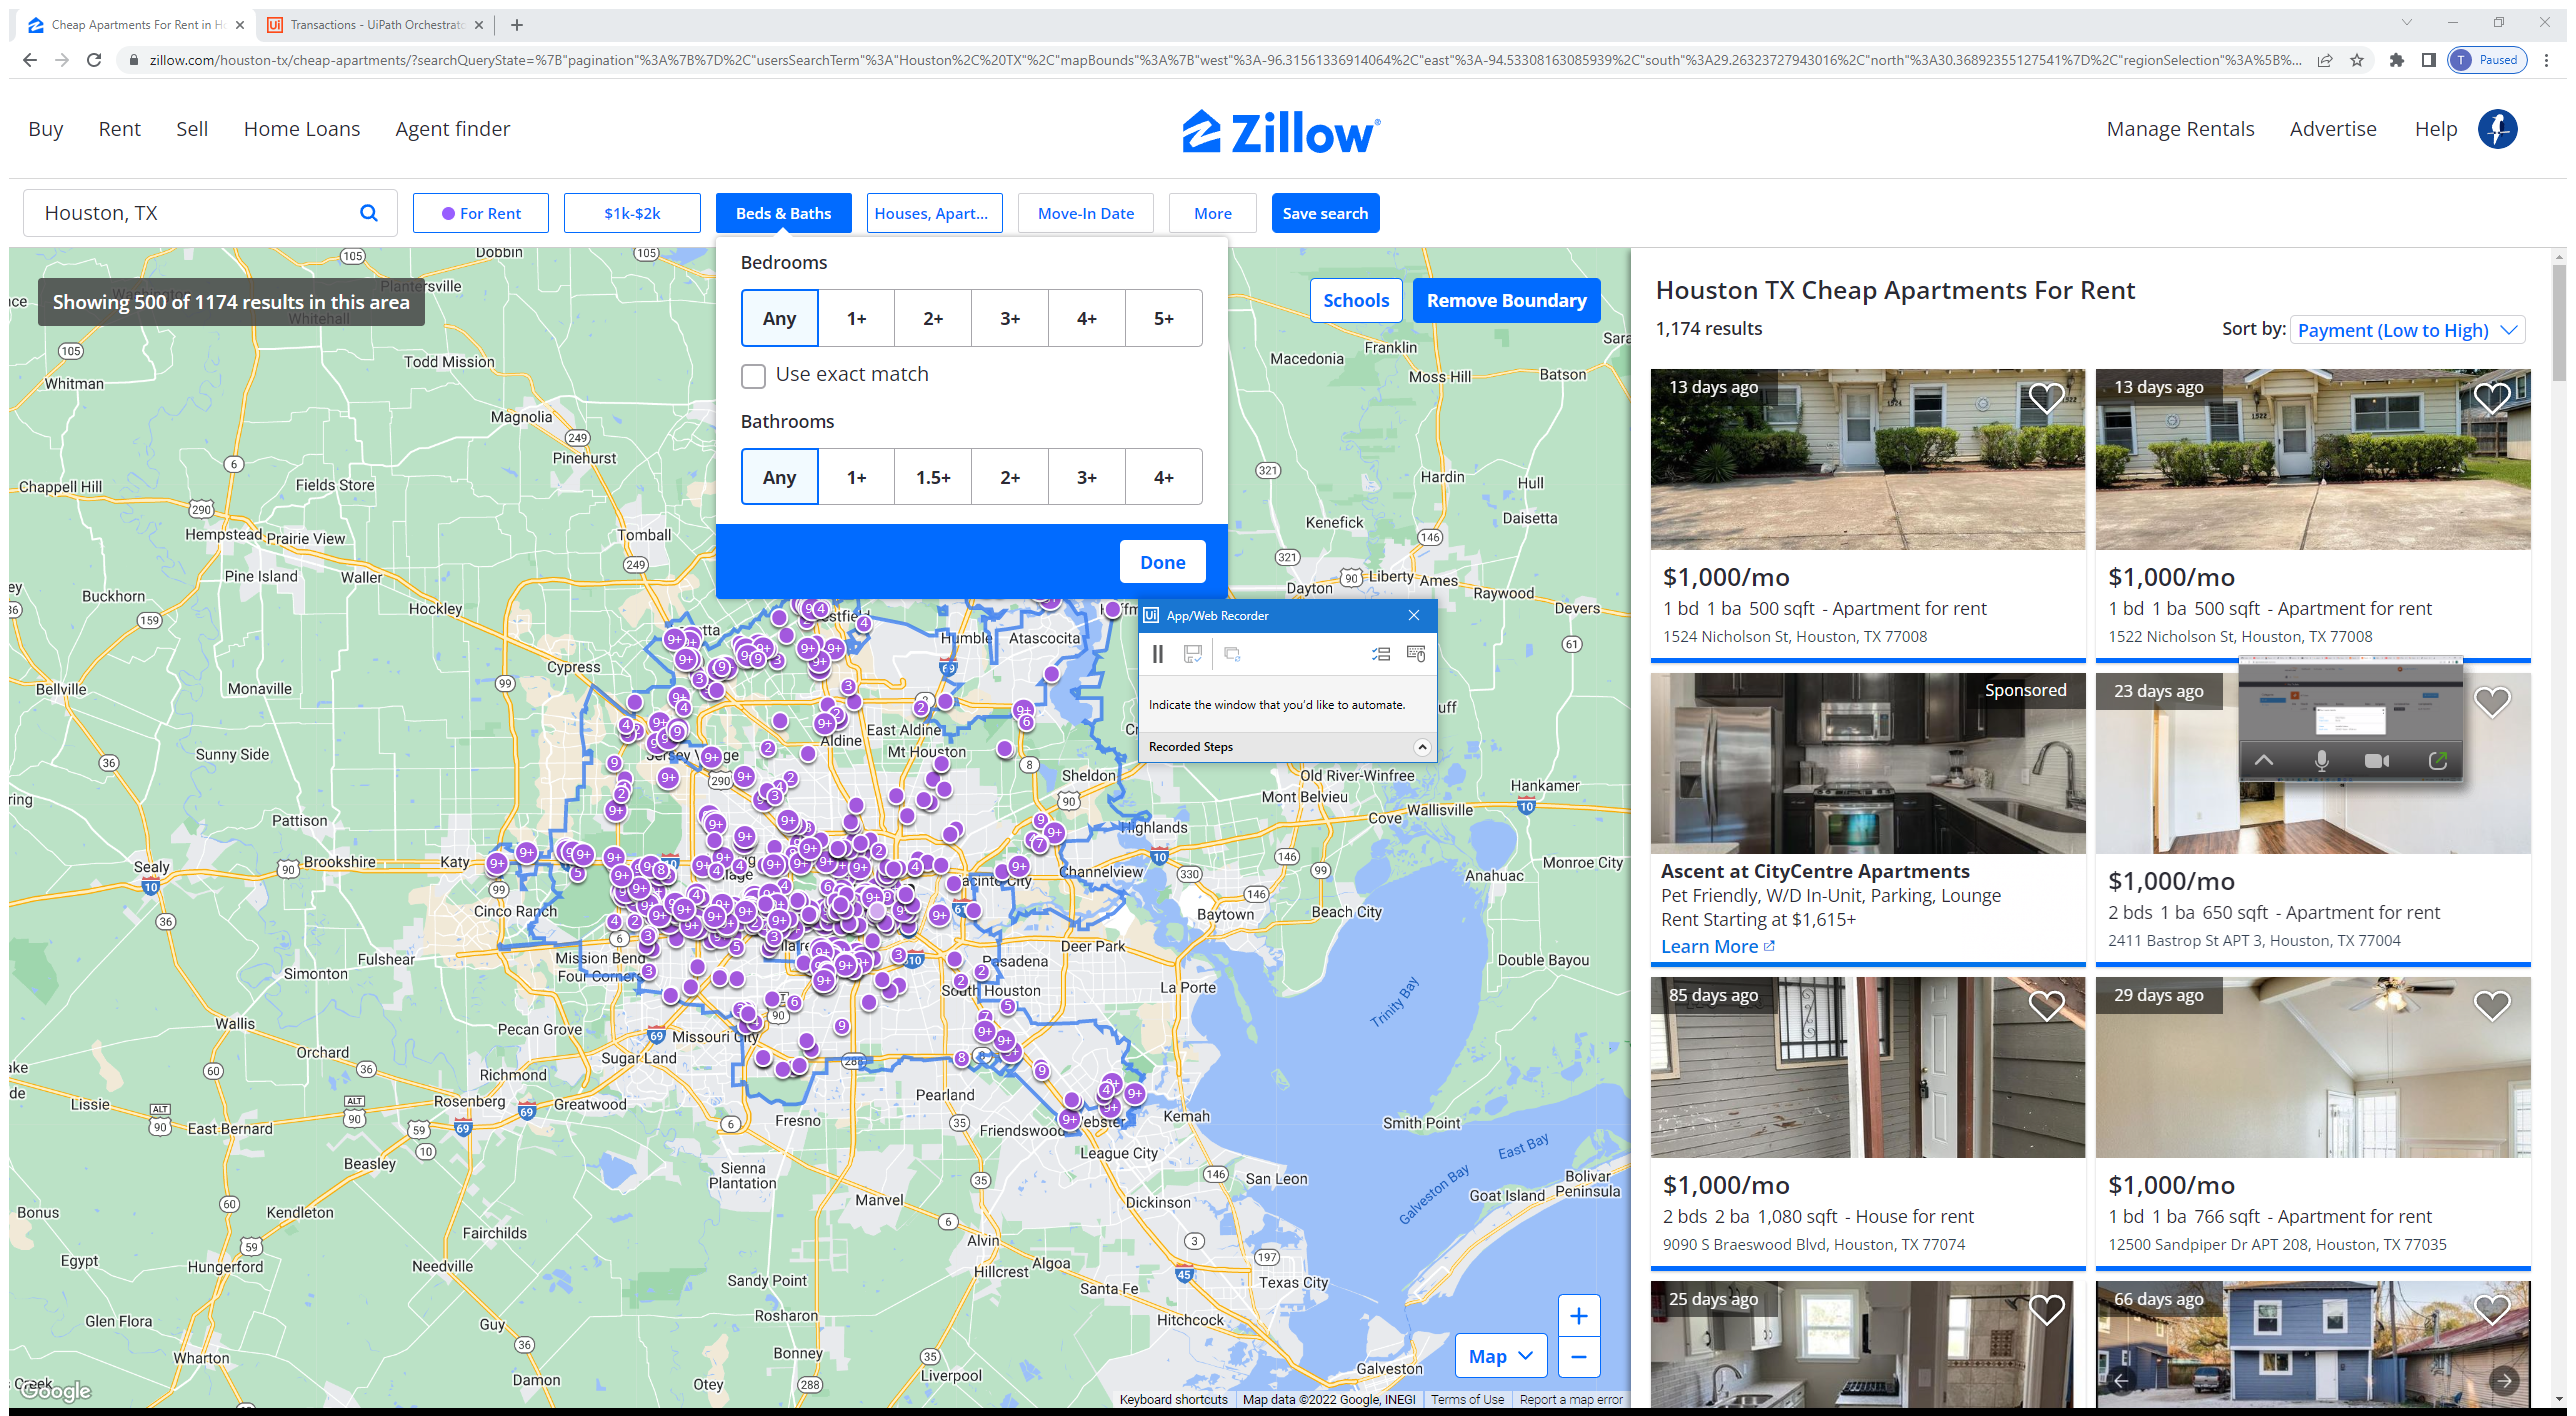 Cheap Apartments For Rent in H
Transactions - UiPath Orchestrato
zillow.com/houston-tx/cheap-apartments/?searchQueryState=%7B"pagination"%3A%7B%7D%2C"usersSearchTerm"%3A"Houston%2C%20TX"%2C"mapBounds"%3A%7B"west"%3A-96.31561336914064%2C"east"%3A-94.53308163085939%2C"south"%3A29.26323727943016%2C"north"%3A30.36892355127541%7D%2C"regionSelection"%3A%5B%...
T Paused
Buy Rent Sell Home Loans Agent finder
Zillow
Manage Rentals Advertise Help
Houston, TX
For Rent
$1k-$2k
Beds & Baths
Houses, Apart...
Move-In Date
More
Save search
Showing 500 of 1174 results in this area
Bedrooms
Any 1+ 2+ 3+ 4+ 5+
Use exact match
Bathrooms
Any 1+ 1.5+ 2+ 3+ 4+
Done
Schools
Remove Boundary
App/Web Recorder
Indicate the window that you'd like to automate.
Recorded Steps
Houston TX Cheap Apartments For Rent
1,174 results
Sort by: Payment (Low to High)
13 days ago
$1,000/mo
1 bd 1 ba 500 sqft - Apartment for rent
1524 Nicholson St, Houston, TX 77008
13 days ago
$1,000/mo
1 bd 1 ba 500 sqft - Apartment for rent
1522 Nicholson St, Houston, TX 77008
Sponsored
Ascent at CityCentre Apartments
Pet Friendly, W/D In-Unit, Parking, Lounge
Rent Starting at $1,615+
Learn More
23 days ago
$1,000/mo
2 bds 1 ba 650 sqft - Apartment for rent
2411 Bastrop St APT 3, Houston, TX 77004
85 days ago
$1,000/mo
2 bds 2 ba 1,080 sqft - House for rent
9090 S Braeswood Blvd, Houston, TX 77074
29 days ago
$1,000/mo
1 bd 1 ba 766 sqft - Apartment for rent
12500 Sandpiper Dr APT 208, Houston, TX 77035
25 days ago
66 days ago
Dobbin
Plantersville
Todd Mission
Whitman
Magnolia
Pinehurst
Chappell Hill
Fields Store
Hempstead
Prairie View
Tomball
Pine Island
Waller
Buckhorn
Hockley
Cypress
Bellville
Monaville
Sunny Side
Pattison
Sealy
Brookshire
Katy
Cinco Ranch
Fulshear
Simonton
Mission Bend
Four Corners
Wallis
Pecan Grove
Orchard
Sugar Land
Missouri City
Richmond
Rosenberg
Greatwood
Lissie
East Bernard
Beasley
Fresno
Sienna Plantation
Manvel
Bonus
Kendleton
Fairchilds
Egypt
Hungerford
Needville
Sandy Point
Rosharon
Glen Flora
Guy
Wharton
Damon
Bonney
Otey
Liverpool
Macedonia
Franklin
Moss Hill
Batson
Hardin
Hull
Daisetta
Kenefick
Dayton
Liberty
Ames
Raywood
Devers
Humble
Atascocita
Aldine
East Aldine
Mt Houston
Sheldon
Old River-Winfree
Mont Belvieu
Hankamer
Wallisville
Cove
Highlands
Monroe City
Channelview
Anahuac
Baytown
Beach City
Deer Park
Pasadena
South Houston
La Porte
Double Bayou
Trinity Bay
Pearland
Friendswood
Kemah
Smith Point
East Bay
League City
San Leon
Bolivar Peninsula
Goat Island
Galveston Bay
Dickinson
Alvin
Hillcrest
Algoa
Santa Fe
Texas City
Hitchcock
Galveston
Map
Google
Keyboard shortcuts Map data ©2022 Google, INEGI Terms of Use Report a map error